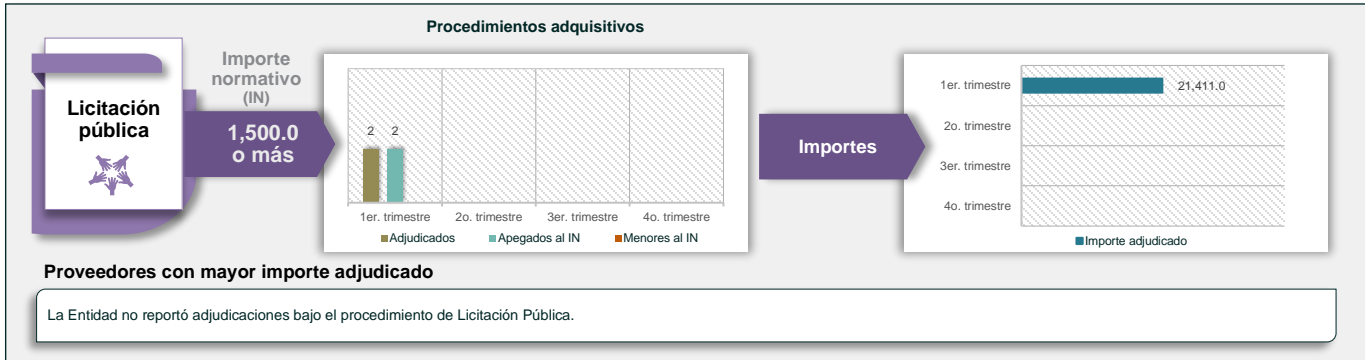 Procedimientos adquisitivos
Licitación
pública
Importe
normativo
(IN)
1,500.0
o más
2 2
1er. trimestre 2o. trimestre 3er. trimestre 4o. trimestre
Adjudicados Apegados al IN Menores al IN
Importes
1er. trimestre 21,411.0
2o. trimestre
3er. trimestre
4o. trimestre
Importe adjudicado
Proveedores con mayor importe adjudicado
La Entidad no reportó adjudicaciones bajo el procedimiento de Licitación Pública.